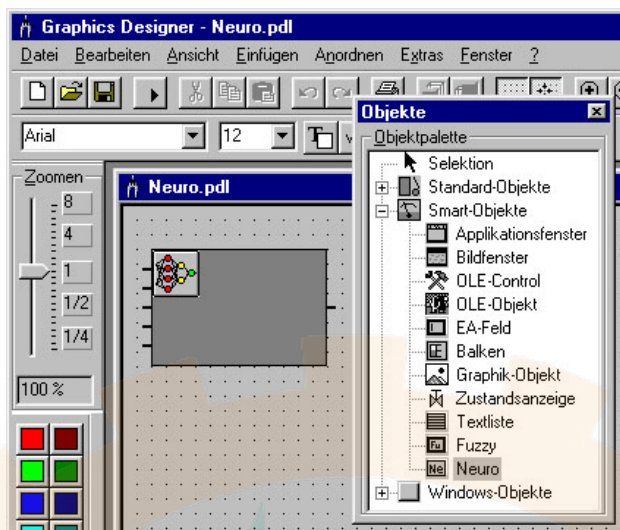 Graphics Designer - Neuro.pdl
Datei Bearbeiten Ansicht Einfügen Anordnen Extras Fenster ?
Arial 12
Objekte
Objektpalette
Selektion
Standard-Objekte
Smart-Objekte
Applikationsfenster
Bildfenster
OLE-Control
OLE-Objekt
EA-Feld
Balken
Graphik-Objekt
Zustandsanzeige
Textliste
Fu Fuzzy
Ne Neuro
Windows-Objekte
Zoomen
8
4
1
1/2
1/4
100 %
Neuro.pdl